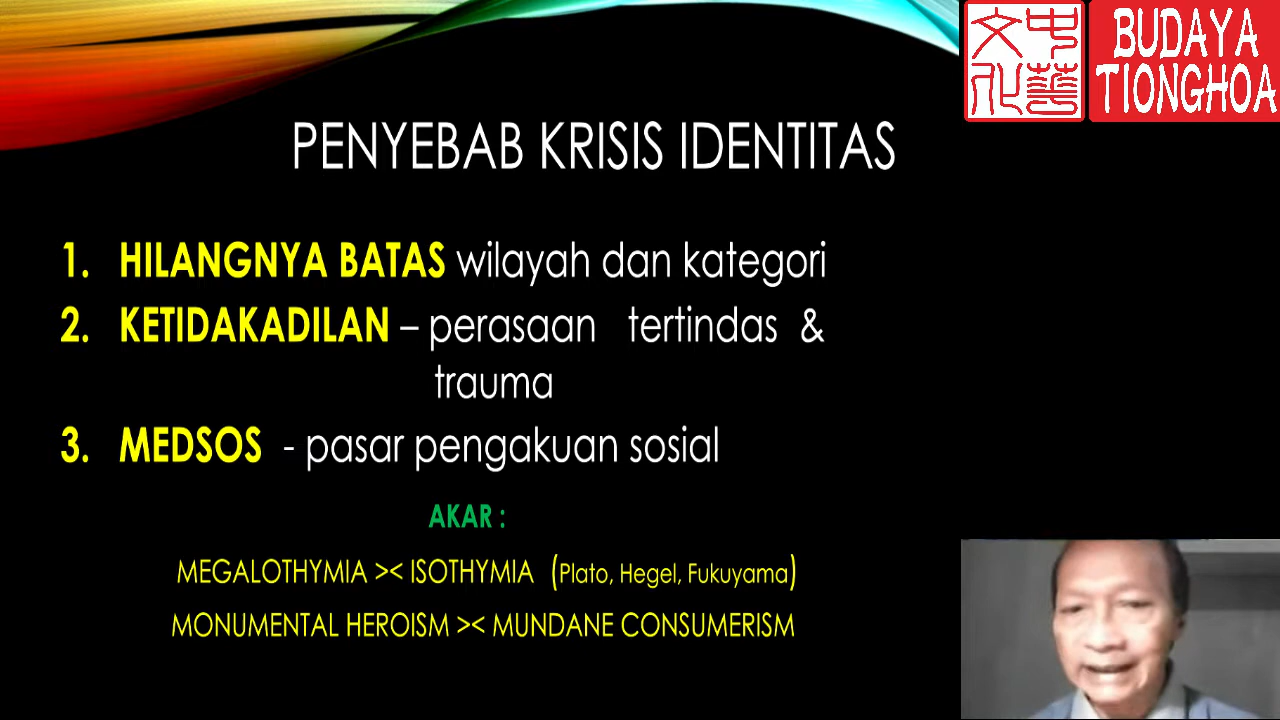 文中
化華
BUDAYA
TIONGHOA
PENYEBAB KRISIS IDENTITAS
1. HILANGNYA BATAS wilayah dan kategori
2. KETIDAKADILAN – perasaan tertindas &
trauma
3. MEDSOS - pasar pengakuan sosial
AKAR :
MEGALOTHYMIA >< ISOTHYMIA (Plato, Hegel, Fukuyama)
MONUMENTAL HEROISM >< MUNDANE CONSUMERISM